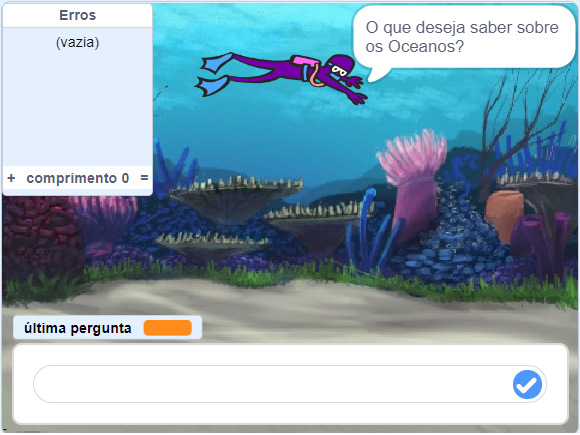 Erros
(vazia)
+ comprimento 0 =
O que deseja saber sobre
os Oceanos?
última pergunta